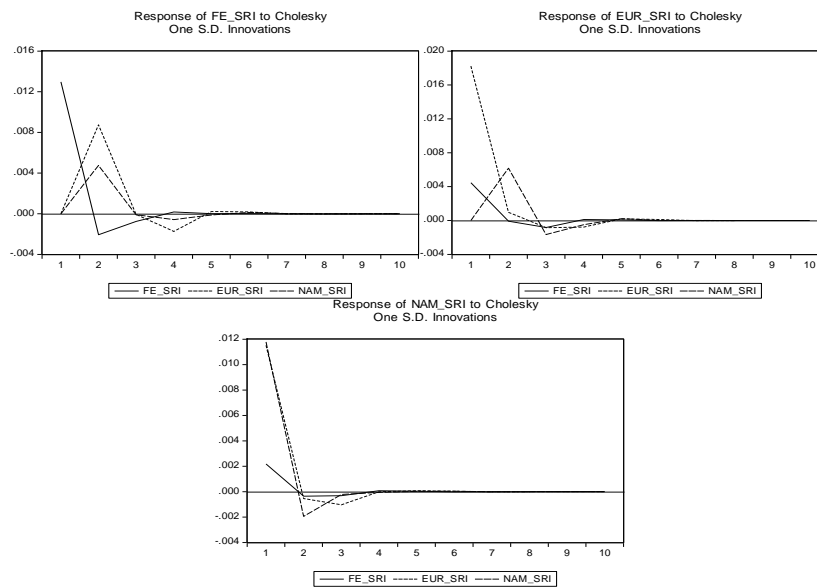 Response of FE_SRI to Cholesky
One S.D. Innovations
.016
.012
.008
.004
.000
-.004
1 2 3 4 5 6 7 8 9 10
FE_SRI EUR_SRI NAM_SRI
Response of EUR_SRI to Cholesky
One S.D. Innovations
.020
.016
.012
.008
.004
.000
-.004
1 2 3 4 5 6 7 8 9 10
FE_SRI EUR_SRI NAM_SRI
Response of NAM_SRI to Cholesky
One S.D. Innovations
.012
.010
.008
.006
.004
.002
.000
-.002
-.004
1 2 3 4 5 6 7 8 9 10
FE_SRI EUR_SRI NAM_SRI